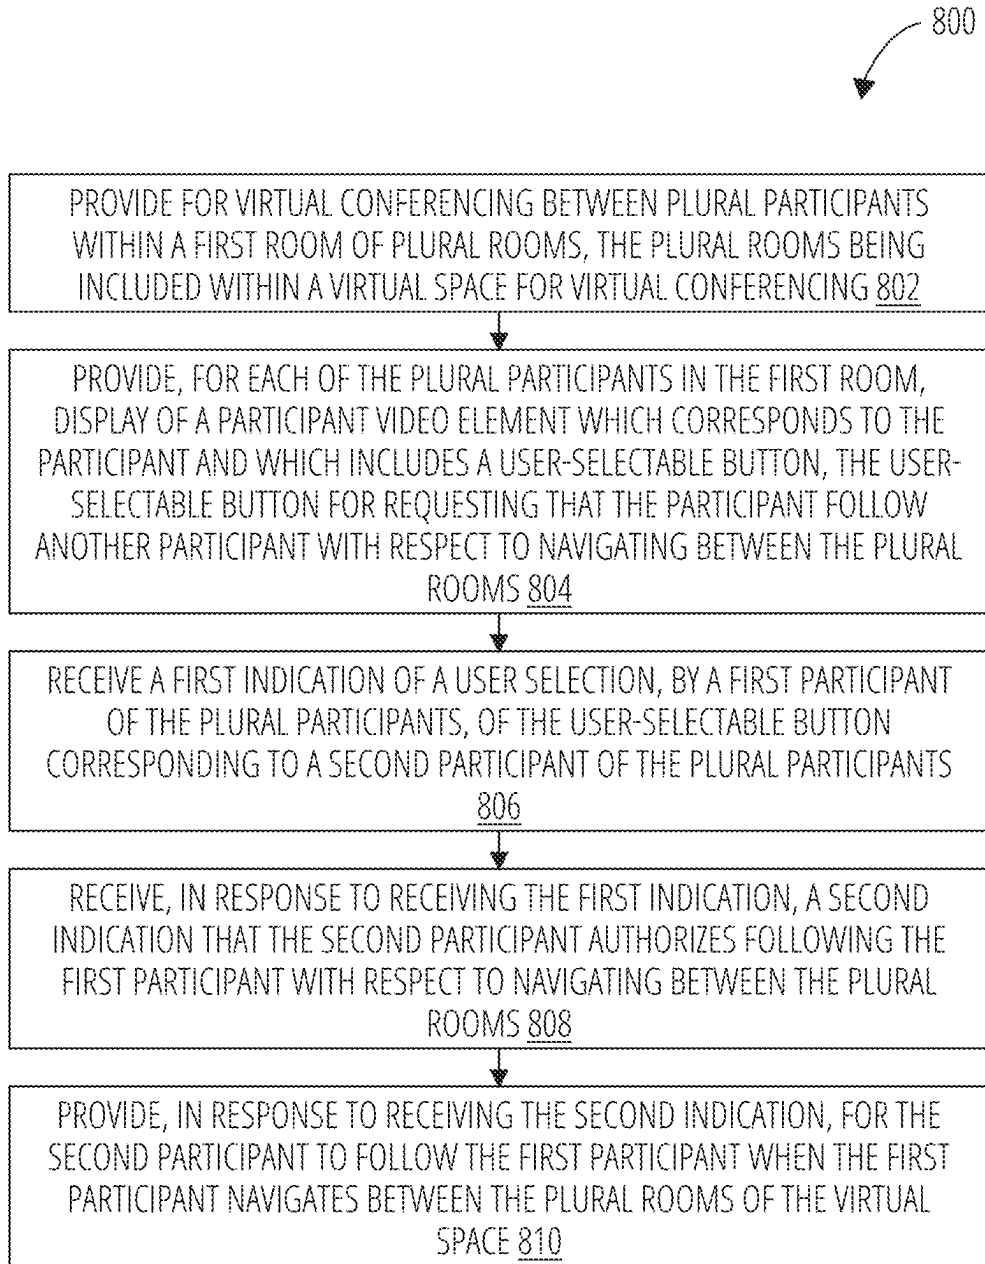 800
PROVIDE FOR VIRTUAL CONFERENCING BETWEEN PLURAL PARTICIPANTS
WITHIN A FIRST ROOM OF PLURAL ROOMS, THE PLURAL ROOMS BEING
INCLUDED WITHIN A VIRTUAL SPACE FOR VIRTUAL CONFERENCING 802
PROVIDE, FOR EACH OF THE PLURAL PARTICIPANTS IN THE FIRST ROOM,
DISPLAY OF A PARTICIPANT VIDEO ELEMENT WHICH CORRESPONDS TO THE
PARTICIPANT AND WHICH INCLUDES A USER-SELECTABLE BUTTON, THE USER-
SELECTABLE BUTTON FOR REQUESTING THAT THE PARTICIPANT FOLLOW
ANOTHER PARTICIPANT WITH RESPECT TO NAVIGATING BETWEEN THE PLURAL
ROOMS 804
RECEIVE A FIRST INDICATION OF A USER SELECTION, BY A FIRST PARTICIPANT
OF THE PLURAL PARTICIPANTS, OF THE USER-SELECTABLE BUTTON
CORRESPONDING TO A SECOND PARTICIPANT OF THE PLURAL PARTICIPANTS
806
RECEIVE, IN RESPONSE TO RECEIVING THE FIRST INDICATION, A SECOND
INDICATION THAT THE SECOND PARTICIPANT AUTHORIZES FOLLOWING THE
FIRST PARTICIPANT WITH RESPECT TO NAVIGATING BETWEEN THE PLURAL
ROOMS 808
PROVIDE, IN RESPONSE TO RECEIVING THE SECOND INDICATION, FOR THE
SECOND PARTICIPANT TO FOLLOW THE FIRST PARTICIPANT WHEN THE FIRST
PARTICIPANT NAVIGATES BETWEEN THE PLURAL ROOMS OF THE VIRTUAL
SPACE 810